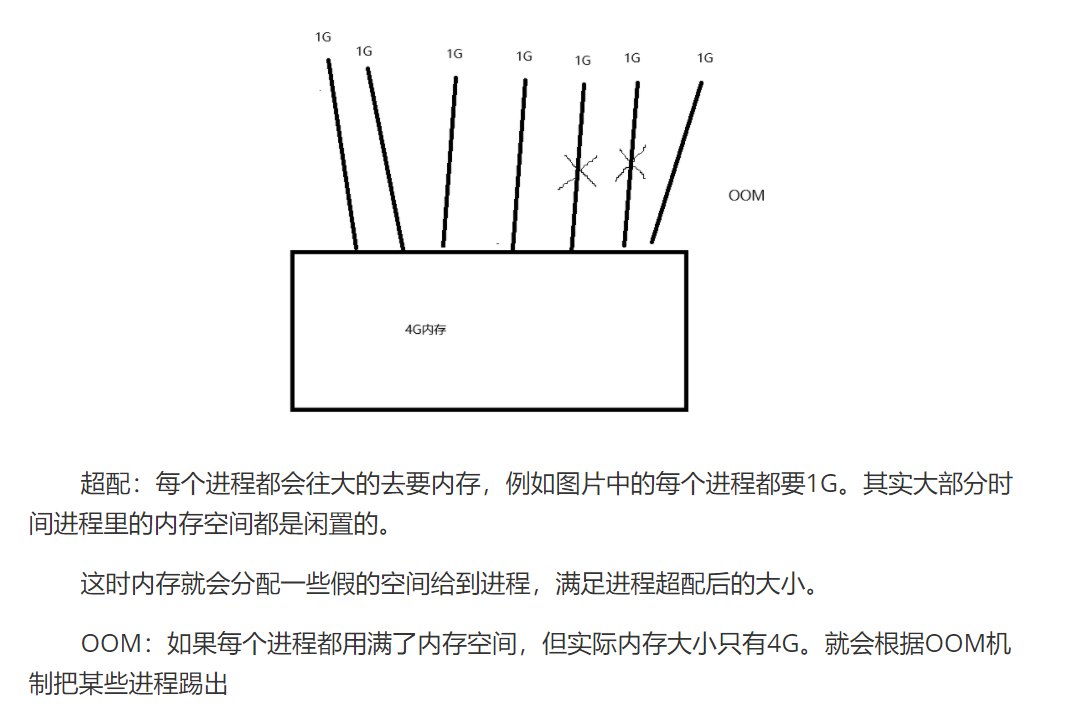 1G
1G
1G
1G
1G
1G
1G
OOM
4G内存
超配：每个进程都会往大的去要内存，例如图片中的每个进程都要1G。其实大部分时
间进程里的内存空间都是闲置的。
这时内存就会分配一些假的空间给到进程，满足进程超配后的大小。
OOM：如果每个进程都用满了内存空间，但实际内存大小只有4G。就会根据OOM机
制把某些进程踢出